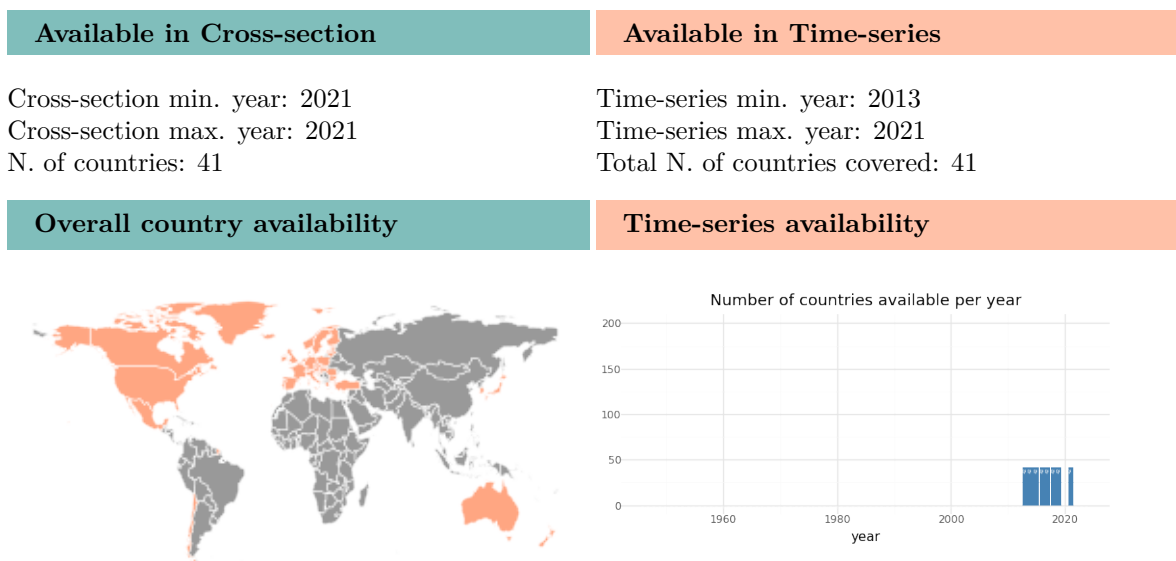 Available in Cross-section
Cross-section min. year: 2021
Cross-section max. year: 2021
N. of countries: 41
Available in Time-series
Time-series min. year: 2013
Time-series max. year: 2021
Total N. of countries covered: 41
Overall country availability
Time-series availability
Number of countries available per year
200
150
100
50
0
1960
1980
2000
2020
year